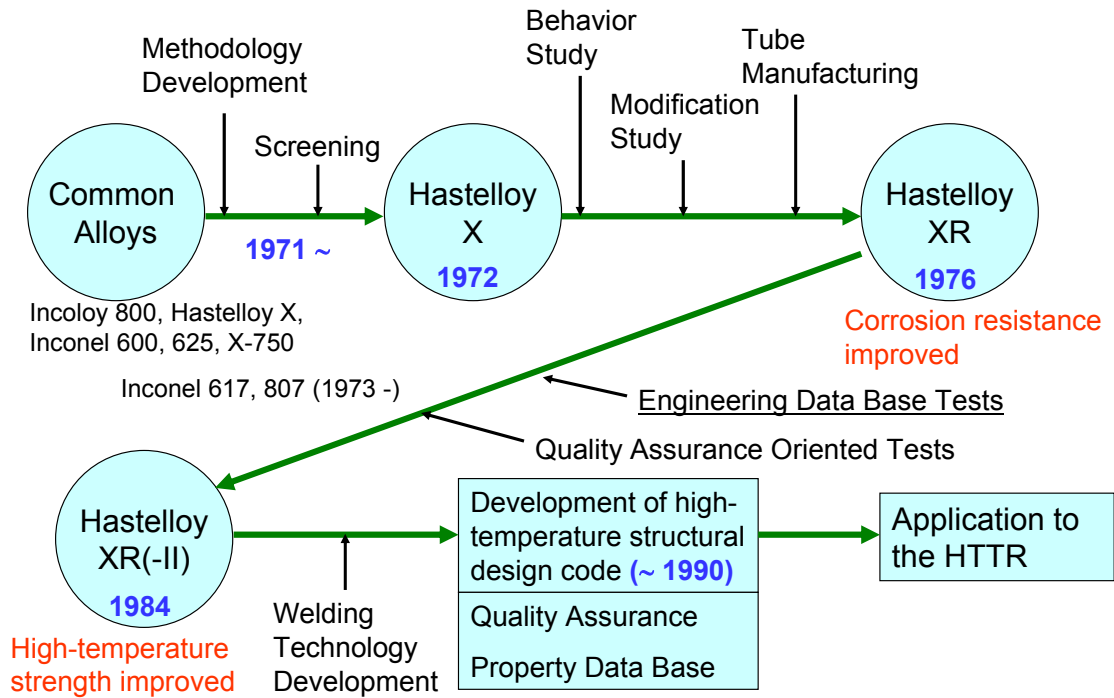 Methodology
Development
Screening
Behavior
Study
Modification
Study
Tube
Manufacturing
Common
Alloys
1971 ~
Hastelloy
X
1972
Hastelloy
XR
1976
Incoloy 800, Hastelloy X,
Inconel 600, 625, X-750
Corrosion resistance
improved
Inconel 617, 807 (1973 -)
Engineering Data Base Tests
Quality Assurance Oriented Tests
Hastelloy
XR(-II)
1984
High-temperature
strength improved
Welding
Technology
Development
Development of high-
temperature structural
design code (~ 1990)
Quality Assurance
Property Data Base
Application to
the HTTR